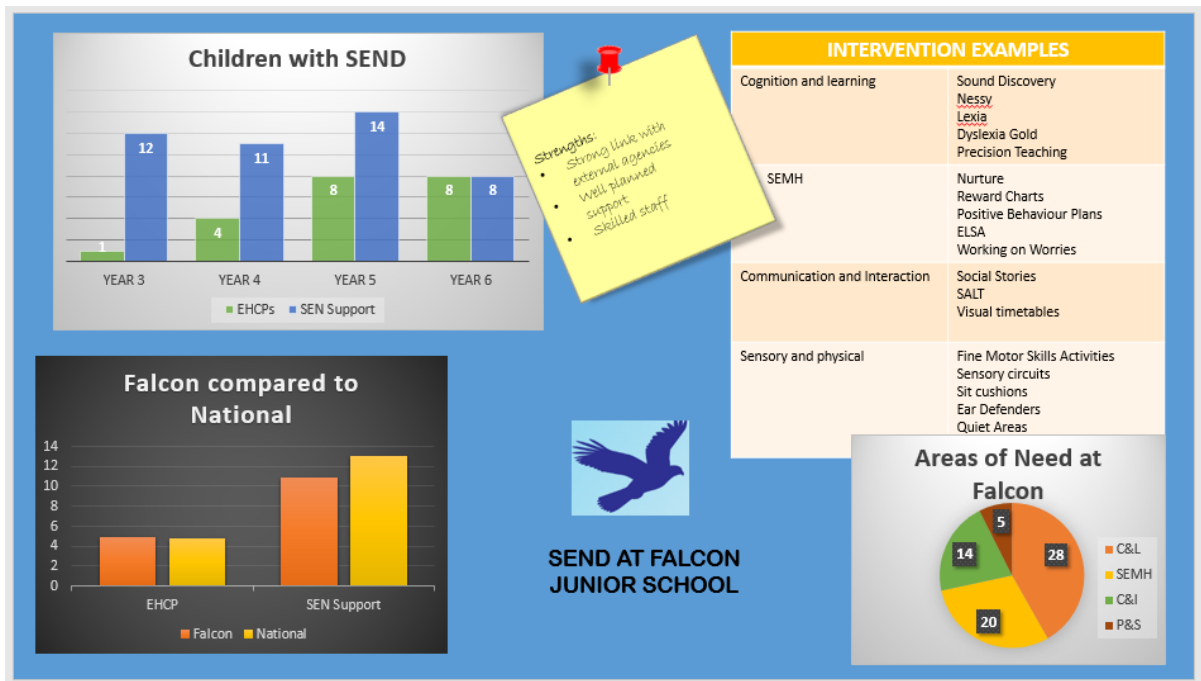 Children with SEND
1
12
4
11
8
14
8
8
YEAR 3
YEAR 4
YEAR 5
YEAR 6
EHCPs
SEN Support
Strengths:
• Strong link with
external agencies
• Well planned
support
• Skilled staff
INTERVENTION EXAMPLES
Cognition and learning
Sound Discovery
Nessy
Lexia
Dyslexia Gold
Precision Teaching
SEMH
Nurture
Reward Charts
Positive Behaviour Plans
ELSA
Working on Worries
Communication and Interaction
Social Stories
SALT
Visual timetables
Sensory and physical
Fine Motor Skills Activities
Sensory circuits
Sit cushions
Ear Defenders
Quiet Areas
Falcon compared to
National
14
12
10
8
6
4
2
0
EHCP
SEN Support
Falcon
National
SEND AT FALCON
JUNIOR SCHOOL
Areas of Need at
Falcon
5
14
28
20
C&L
SEMH
C&I
P&S